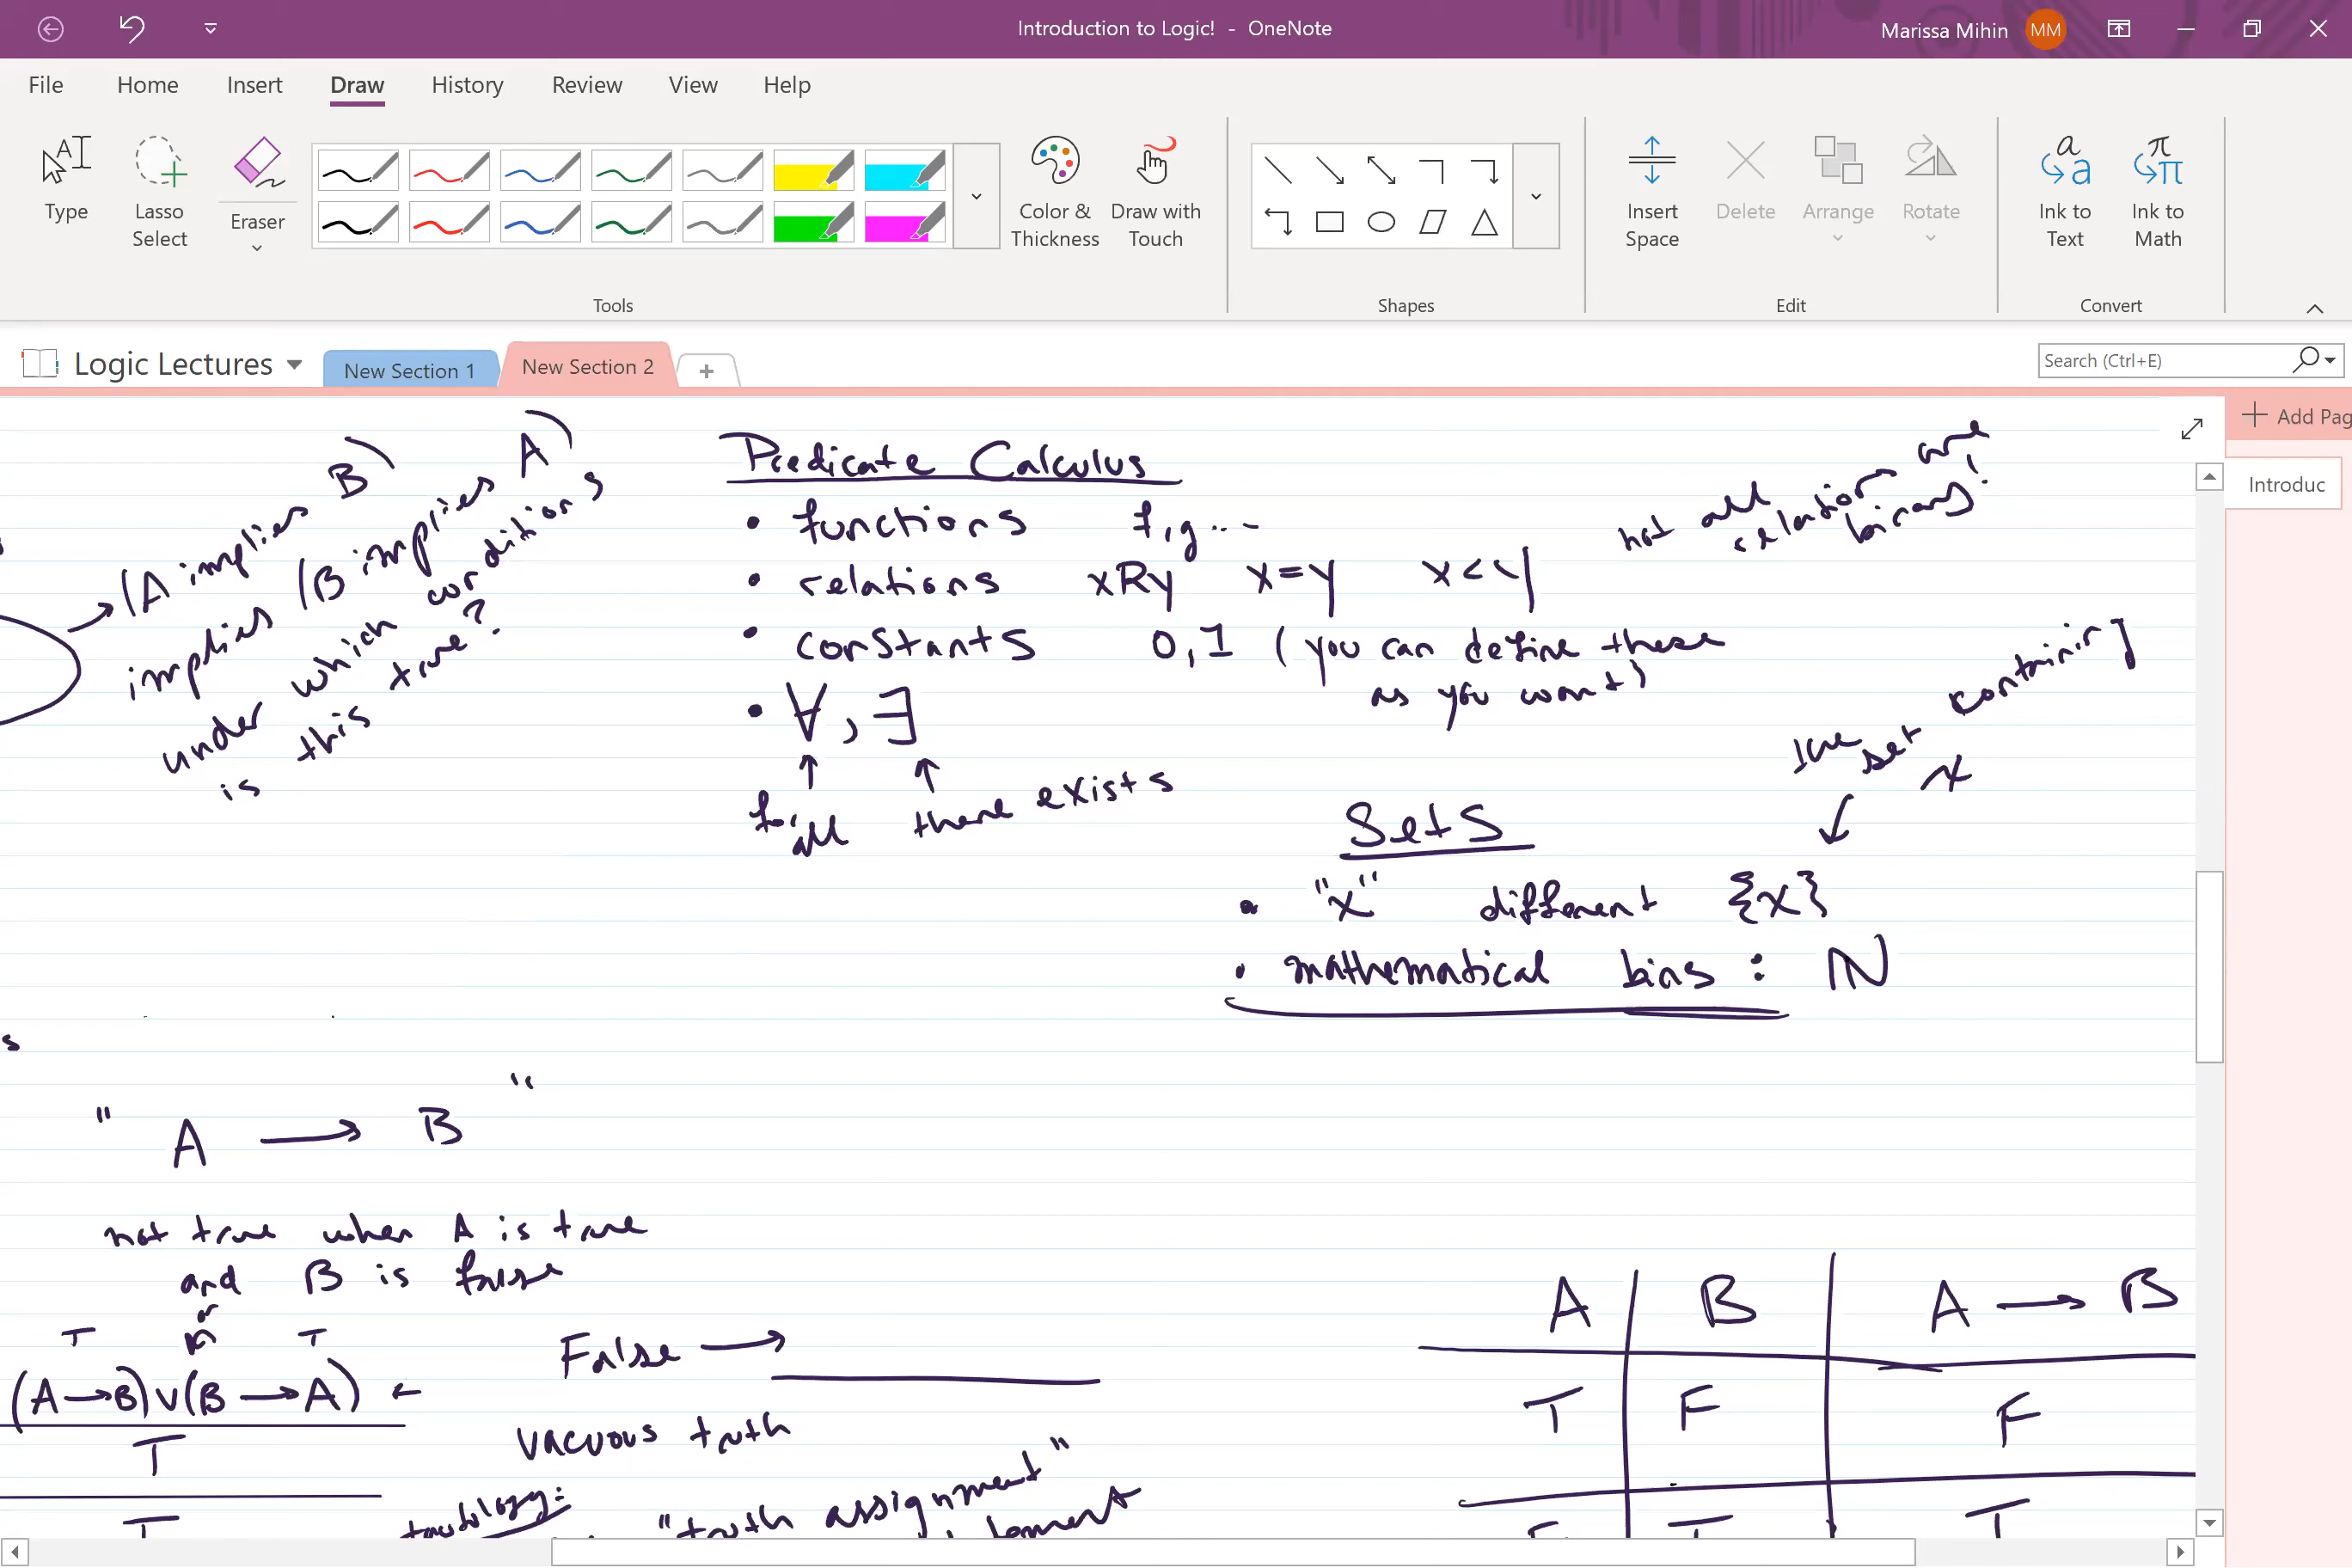 Introduction to Logic! - OneNote
Marissa Mihin MM
File Home Insert Draw History Review View Help
Type
Lasso Select
Eraser
Color & Thickness
Draw with Touch
Insert Space
Delete
Arrange
Rotate
Ink to Text
Ink to Math
Tools
Shapes
Edit
Convert
Logic Lectures
New Section 1
New Section 2
Search (Ctrl+E)
Add Pag
Introduc
(A implies B)
implies (B implies A)
under which conditions
is this true?
Predicate Calculus
• functions f, g ...
• relations xRy x=y x<y
not all relations are binary!
• constants 0, 1 (you can define these
as you want)
• ∀, ∃
↑ ↑
for all there exists
the set containing
x
Sets
• "x" different {x}
• mathematical bias: N
s
" A → B "
not true when A is true
and B is false
T or T
(A → B) ∨ (B → A) ←
T
T
False →
vacuous truth
tautology:
"truth assignment"
A B A → B
T F F
F T T